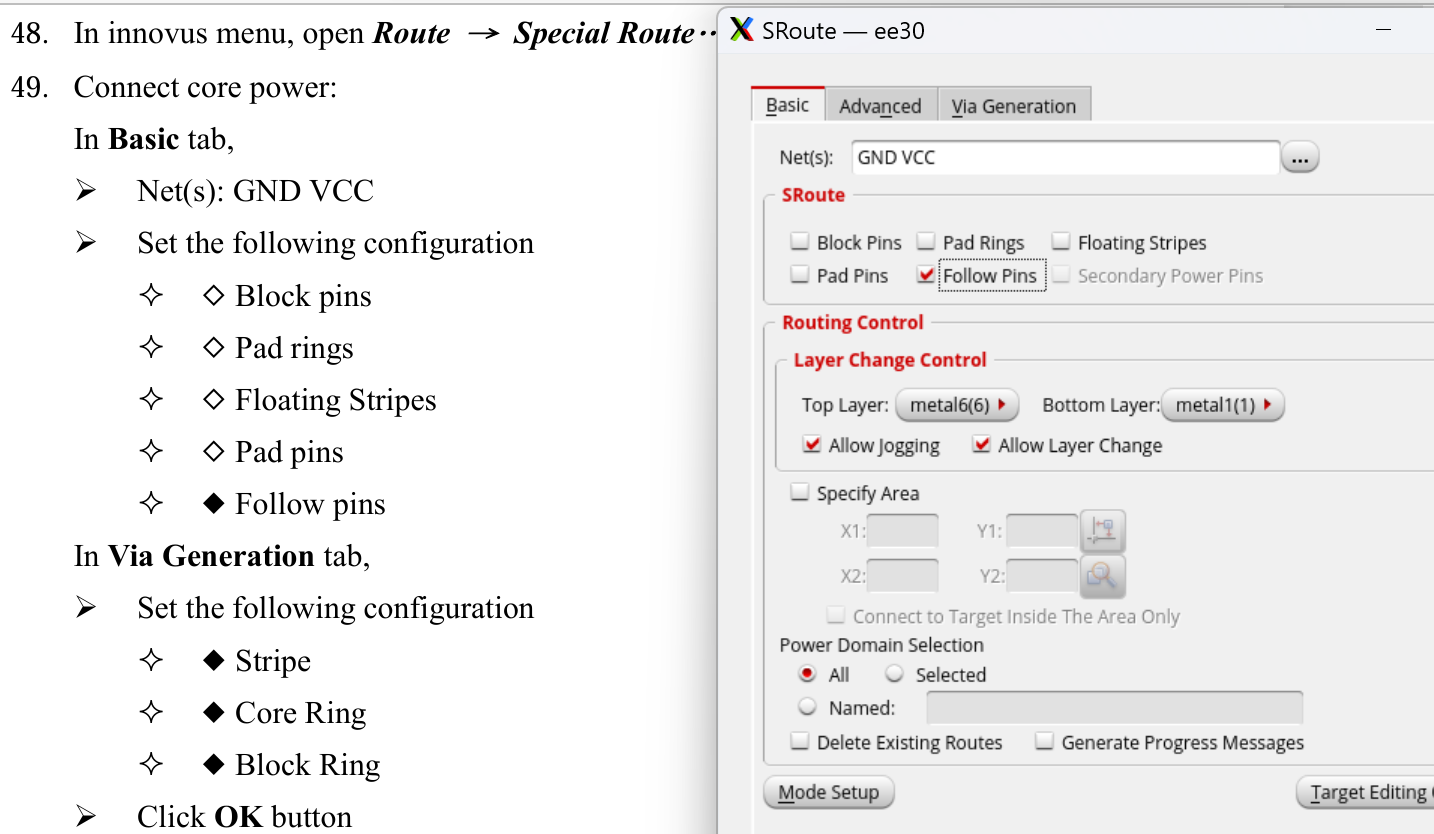 48. In innovus menu, open Route → Special Route··
49. Connect core power:
In Basic tab,
➢ Net(s): GND VCC
➢ Set the following configuration
✧ ◇ Block pins
✧ ◇ Pad rings
✧ ◇ Floating Stripes
✧ ◇ Pad pins
✧ ◆ Follow pins
In Via Generation tab,
➢ Set the following configuration
✧ ◆ Stripe
✧ ◆ Core Ring
✧ ◆ Block Ring
➢ Click OK button
SRoute — ee30
Basic Advanced Via Generation
Net(s): GND VCC ...
SRoute
Block Pins Pad Rings Floating Stripes
Pad Pins Follow Pins Secondary Power Pins
Routing Control
Layer Change Control
Top Layer: metal6(6) Bottom Layer: metal1(1)
Allow Jogging Allow Layer Change
Specify Area
X1: Y1:
X2: Y2:
Connect to Target Inside The Area Only
Power Domain Selection
All Selected
Named:
Delete Existing Routes Generate Progress Messages
Mode Setup Target Editing